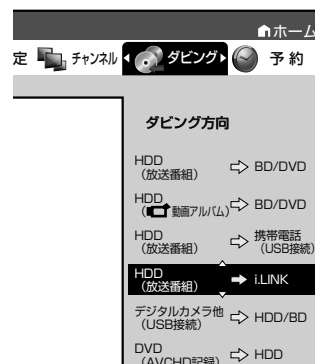 ホーム
定 チャンネル ダビング 予約
ダビング方向
HDD
(放送番組) ⇨ BD/DVD
HDD
(動画アルバム) ⇨ BD/DVD
HDD ⇨ 携帯電話
(放送番組) (USB接続)
HDD
(放送番組) ➡ i.LINK
デジタルカメラ他
(USB接続) ⇨ HDD/BD
DVD
(AVCHD記録) ⇨ HDD